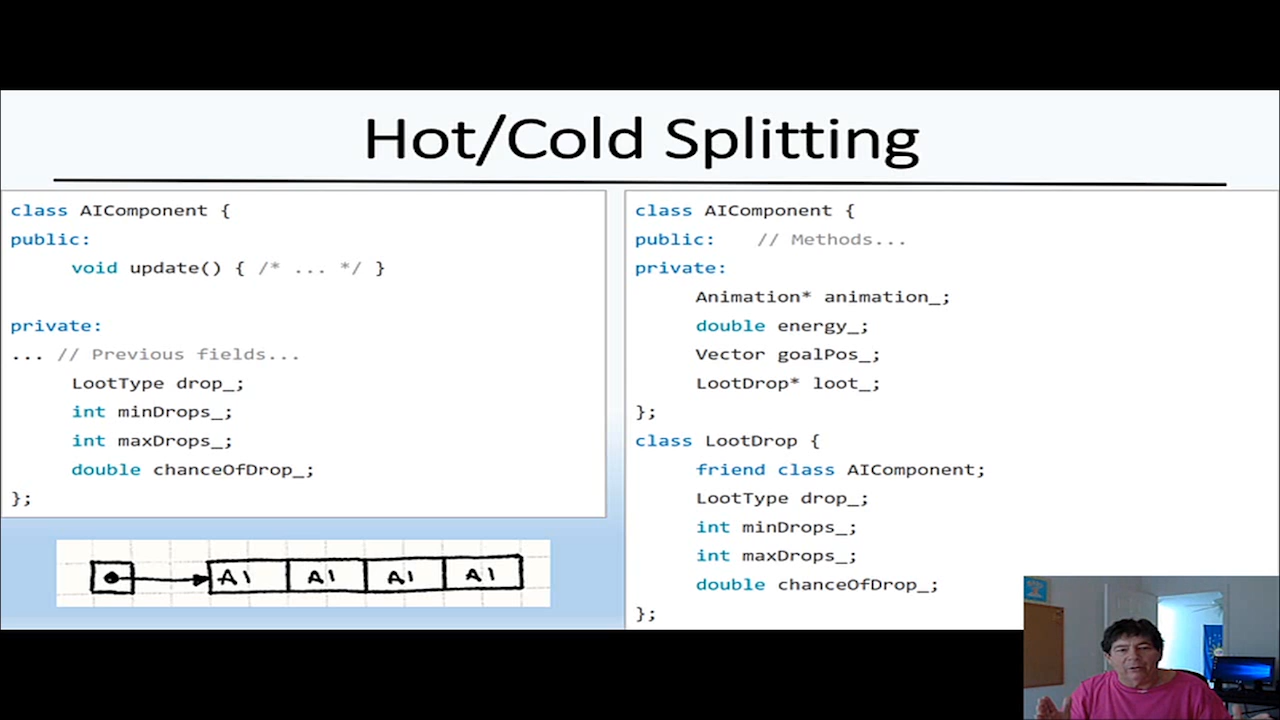 Hot/Cold Splitting
class AIComponent {
public:
void update() { /* ... */ }
private:
... // Previous fields...
LootType drop_;
int minDrops_;
int maxDrops_;
double chanceOfDrop_;
};
AI AI AI AI
class AIComponent {
public: // Methods...
private:
Animation* animation_;
double energy_;
Vector goalPos_;
LootDrop* loot_;
};
class LootDrop {
friend class AIComponent;
LootType drop_;
int minDrops_;
int maxDrops_;
double chanceOfDrop_;
};